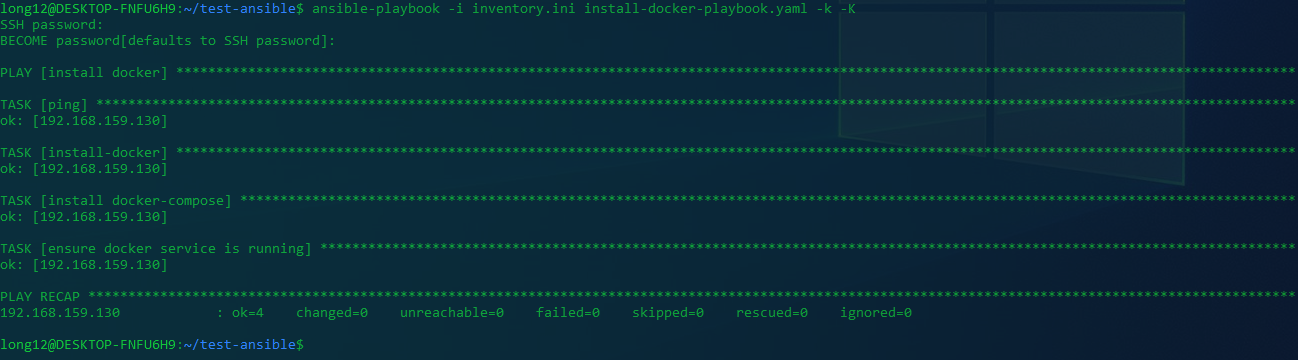 long12@DESKTOP-FNFU6H9:~/test-ansible$ ansible-playbook -i inventory.ini install-docker-playbook.yaml -k -K
SSH password:
BECOME password[defaults to SSH password]:
PLAY [install docker] ********************************************************************************************************************************************
TASK [ping] ******************************************************************************************************************************************************
ok: [192.168.159.130]
TASK [install-docker] ********************************************************************************************************************************************
ok: [192.168.159.130]
TASK [install docker-compose] ************************************************************************************************************************************
ok: [192.168.159.130]
TASK [ensure docker service is running] **************************************************************************************************************************
ok: [192.168.159.130]
PLAY RECAP *******************************************************************************************************************************************************
192.168.159.130            : ok=4    changed=0    unreachable=0    failed=0    skipped=0    rescued=0    ignored=0
long12@DESKTOP-FNFU6H9:~/test-ansible$